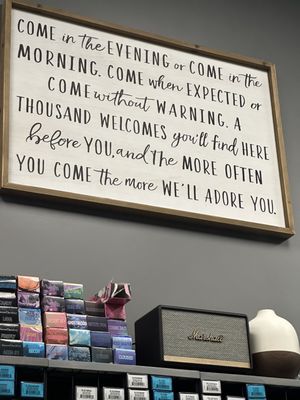 COME in the EVENING or COME in the
MORNING. COME when EXPECTED or
COME without WARNING. A
THOUSAND WELCOMES you'll find HERE
before YOU, and THE MORE OFTEN
YOU COME the more WE'LL ADORE YOU.
Marshall